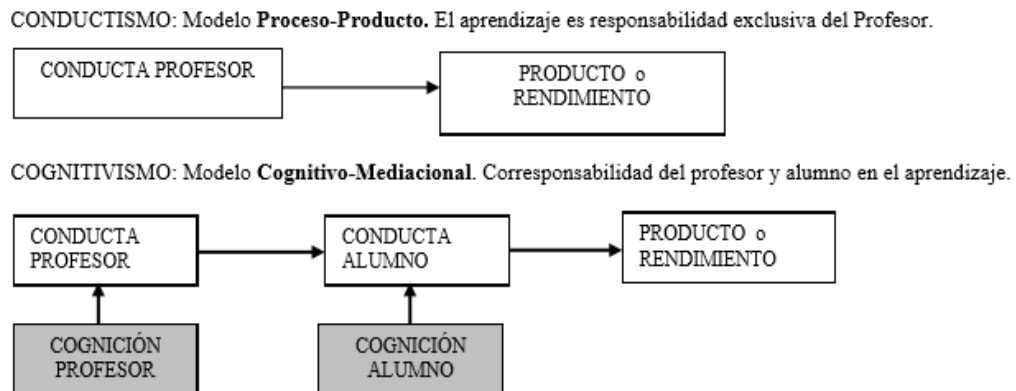 CONDUCTISMO: Modelo Proceso-Producto. El aprendizaje es responsabilidad exclusiva del Profesor.
CONDUCTA PROFESOR
PRODUCTO o
RENDIMIENTO
COGNITIVISMO: Modelo Cognitivo-Mediacional. Corresponsabilidad del profesor y alumno en el aprendizaje.
CONDUCTA
PROFESOR
CONDUCTA
ALUMNO
PRODUCTO o
RENDIMIENTO
COGNICIÓN
PROFESOR
COGNICIÓN
ALUMNO